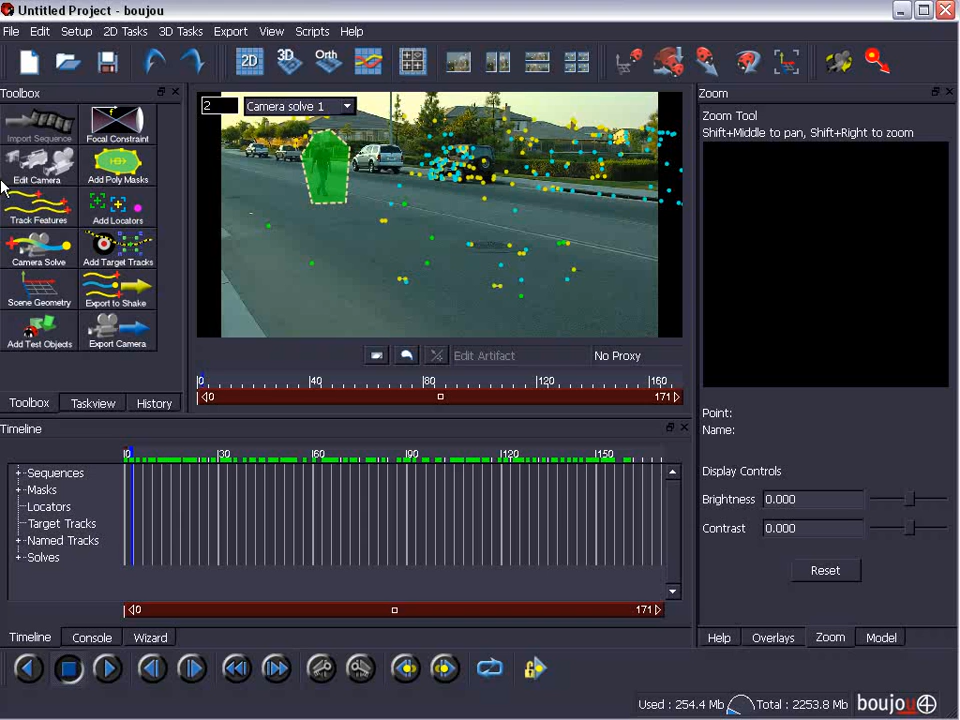 Untitled Project - boujou
File Edit Setup 2D Tasks 3D Tasks Export View Scripts Help
2D 3D Orth
Toolbox
Import Sequence Focal Constraint
Edit Camera Add Poly Masks
Track Features Add Locators
Camera Solve Add Target Tracks
Scene Geometry Export to Shake
Add Test Objects Export Camera
Toolbox Taskview History
2 Camera solve 1
Edit Artifact No Proxy
0 40 80 120 160
0 171
Zoom
Zoom Tool
Shift+Middle to pan, Shift+Right to zoom
Point:
Name:
Display Controls
Brightness 0.000
Contrast 0.000
Reset
Help Overlays Zoom Model
Timeline
0 30 60 90 120 150
Sequences
Masks
Locators
Target Tracks
Named Tracks
Solves
0 171
Timeline Console Wizard
Used : 254.4 Mb Total : 2253.8 Mb boujou4